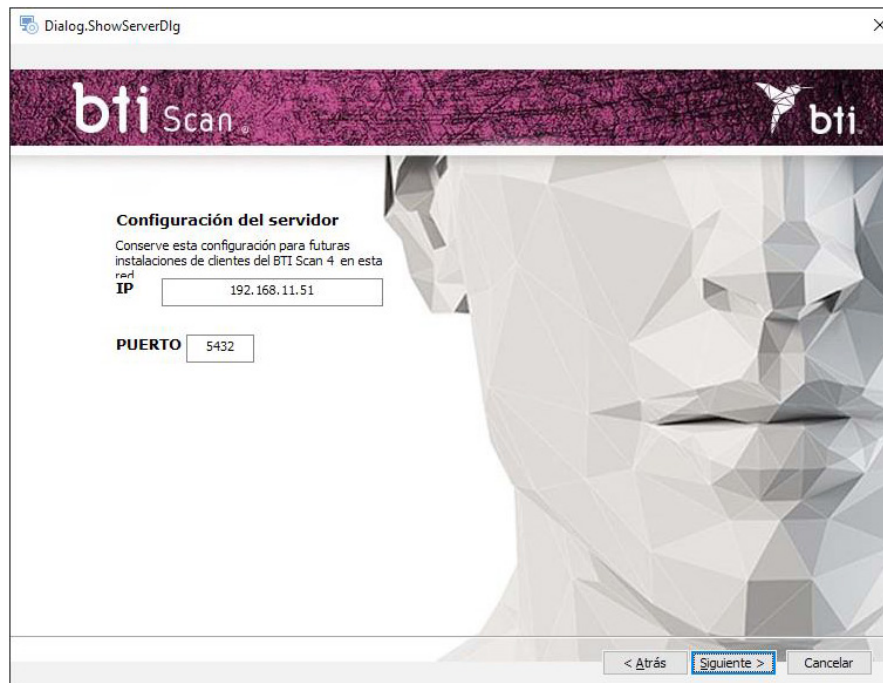 Dialog.ShowServerDlg
bti Scan®
bti
Configuración del servidor
Conserve esta configuración para futuras
instalaciones de clientes del BTI Scan 4 en esta
red
IP 192.168.11.51
PUERTO 5432
< Atrás Siguiente > Cancelar